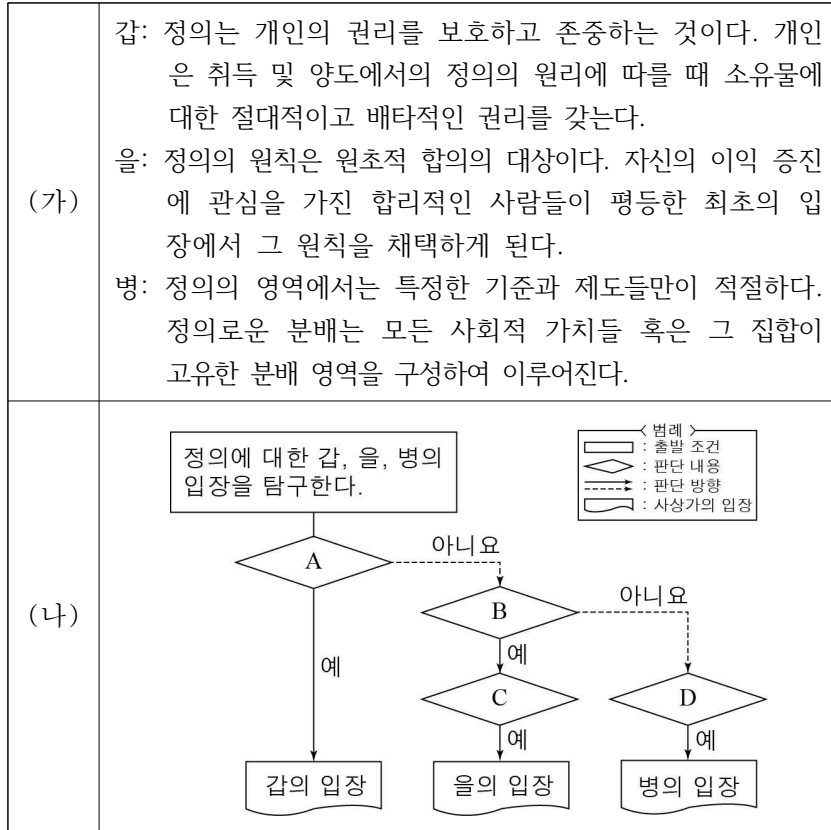 (가)
갑: 정의는 개인의 권리를 보호하고 존중하는 것이다. 개인
은 취득 및 양도에서의 정의의 원리에 따를 때 소유물에
대한 절대적이고 배타적인 권리를 갖는다.
을: 정의의 원칙은 원초적 합의의 대상이다. 자신의 이익 증진
에 관심을 가진 합리적인 사람들이 평등한 최초의 입
장에서 그 원칙을 채택하게 된다.
병: 정의의 영역에서는 특정한 기준과 제도들만이 적절하다.
정의로운 분배는 모든 사회적 가치들 혹은 그 집합이
고유한 분배 영역을 구성하여 이루어진다.
(나)
정의에 대한 갑, 을, 병의
입장을 탐구한다.
<범례>
: 출발 조건
: 판단 내용
: 판단 방향
: 사상가의 입장
A
아니요
B
아니요
예
예
C
D
예
예
갑의 입장
을의 입장
병의 입장